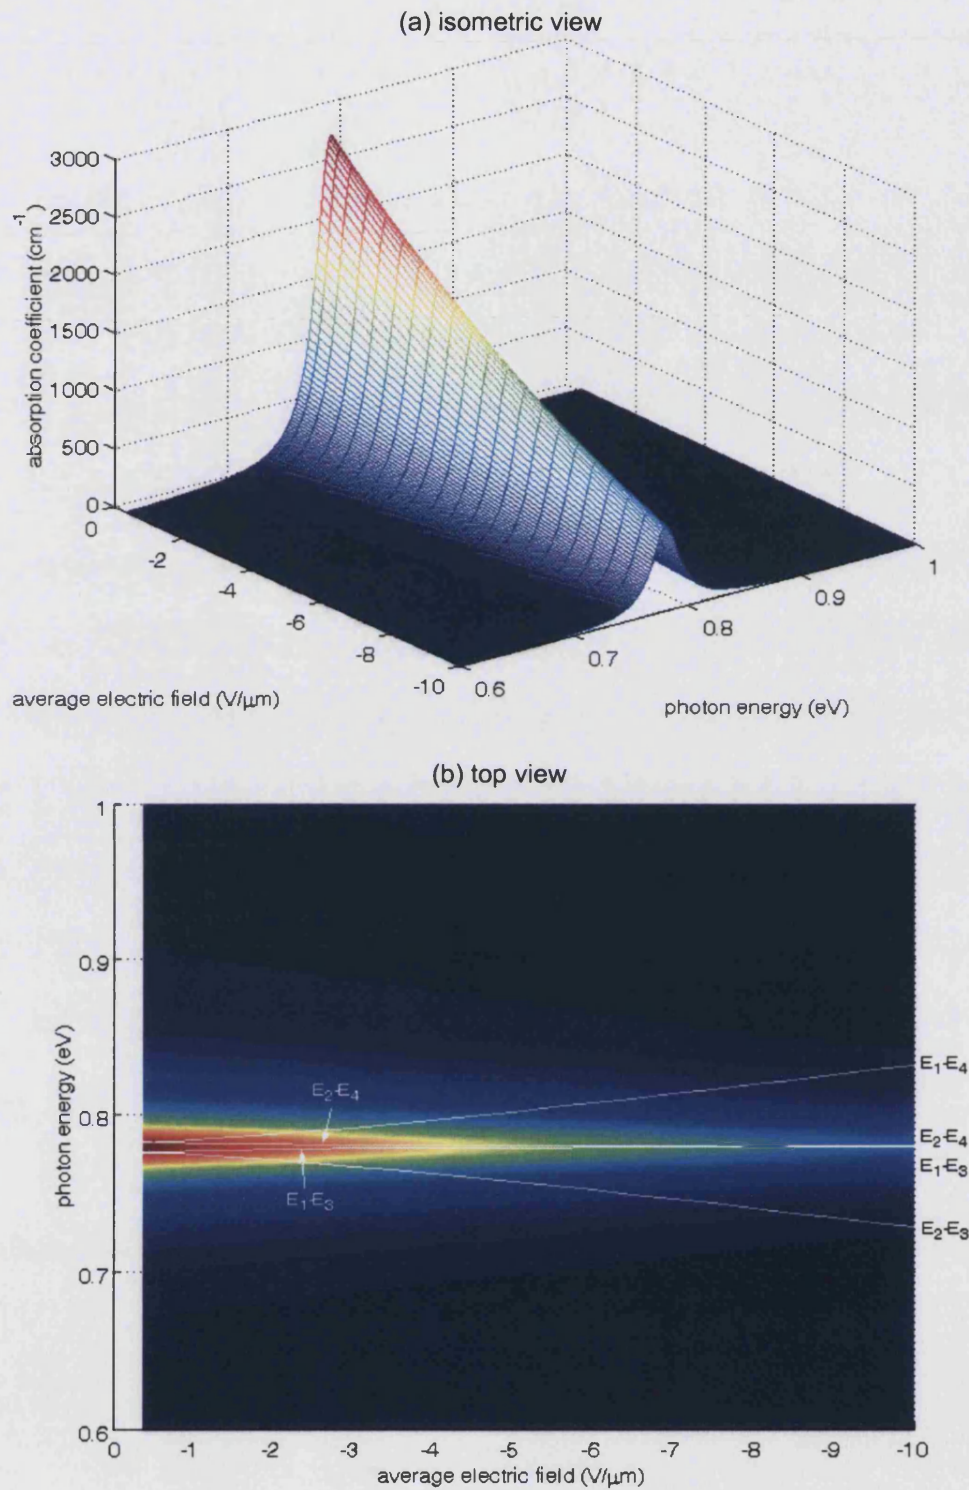 (a) isometric view
absorption coefficient (cm-1)
3000
2500
2000
1500
1000
500
0
0
-2
-4
-6
-8
-10
0.6
0.7
0.8
0.9
1
average electric field (V/μm)
photon energy (eV)
(b) top view
photon energy (eV)
1
0.9
0.8
0.7
0.6
E2-E4
E1-E3
E1-E4
E2-E4
E1-E3
E2-E3
0 -1 -2 -3 -4 -5 -6 -7 -8 -9 -10
average electric field (V/μm)